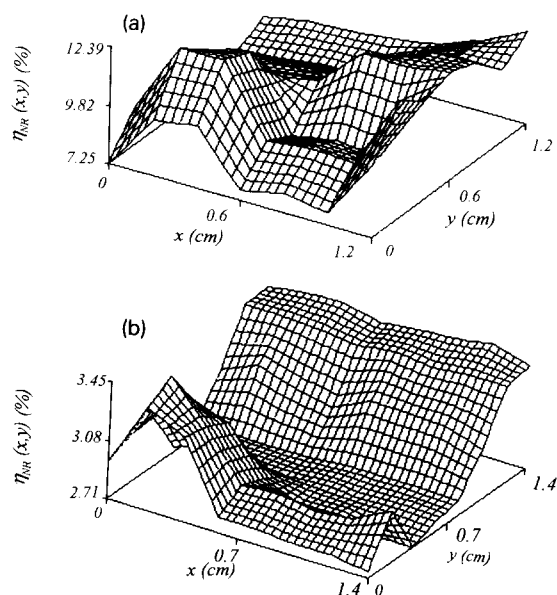 (a)
12.39
9.82
7.25
η_NR (x,y) (%)
0
0.6
1.2
x (cm)
0
0.6
1.2
y (cm)
(b)
3.45
3.08
2.71
η_NR (x,y) (%)
0
0.7
1.4
x (cm)
0
0.7
1.4
y (cm)